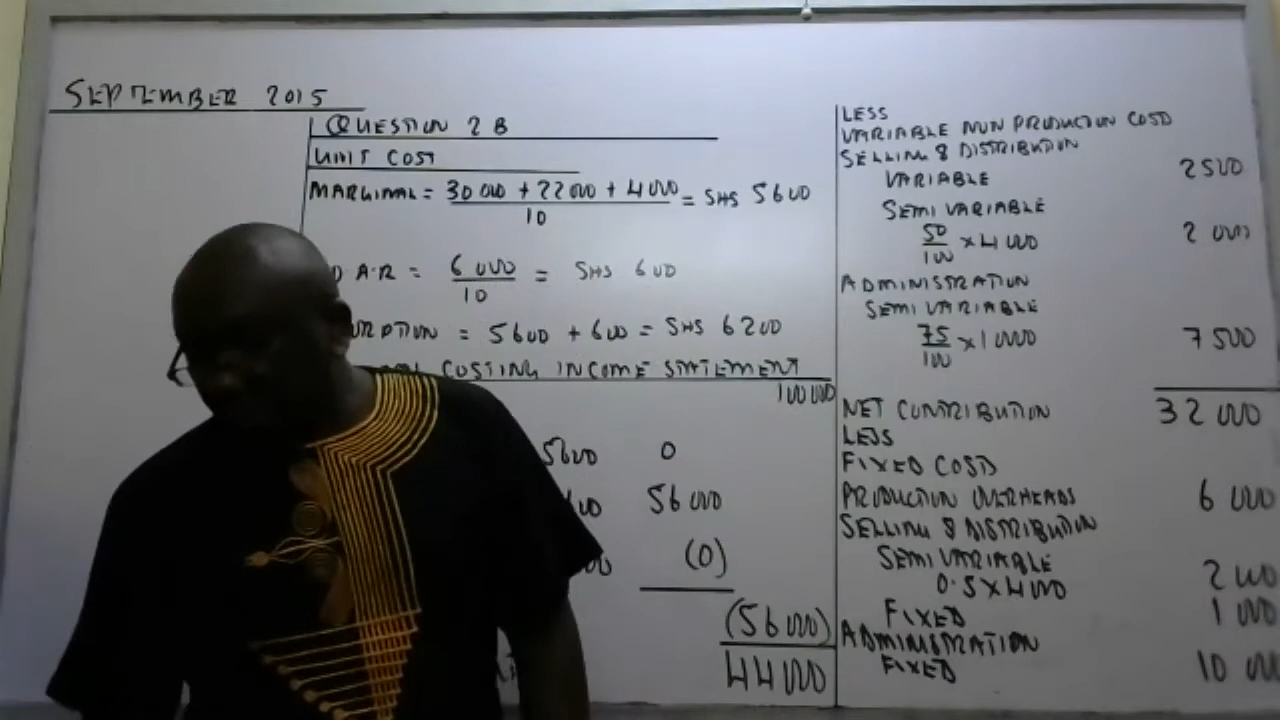 SEPTEMBER 2015
QUESTION 2B
UNIT COST
MARGINAL = 30 000 + 22 000 + 4 000 = SHS 5600
10
A.R = 6 000 = SHS 600
10
= 5600 + 600 = SHS 6200
COSTING INCOME STATEMENT
100 000
5600 0
56 000
(0)
(56 000)
44 000
LESS
VARIABLE NON PRODUCTION COSTS
SELLING & DISTRIBUTION
VARIABLE 2500
SEMI VARIABLE
50/100 × 4 000 2 000
ADMINISTRATION
SEMI VARIABLE
75/100 × 10000 7 500
NET CONTRIBUTION 32 000
LESS
FIXED COSTS
PRODUCTION OVERHEADS 6 000
SELLING & DISTRIBUTION
SEMI VARIABLE
0.5 × 4000 2 000
FIXED 1 000
ADMINISTRATION
FIXED 10 000